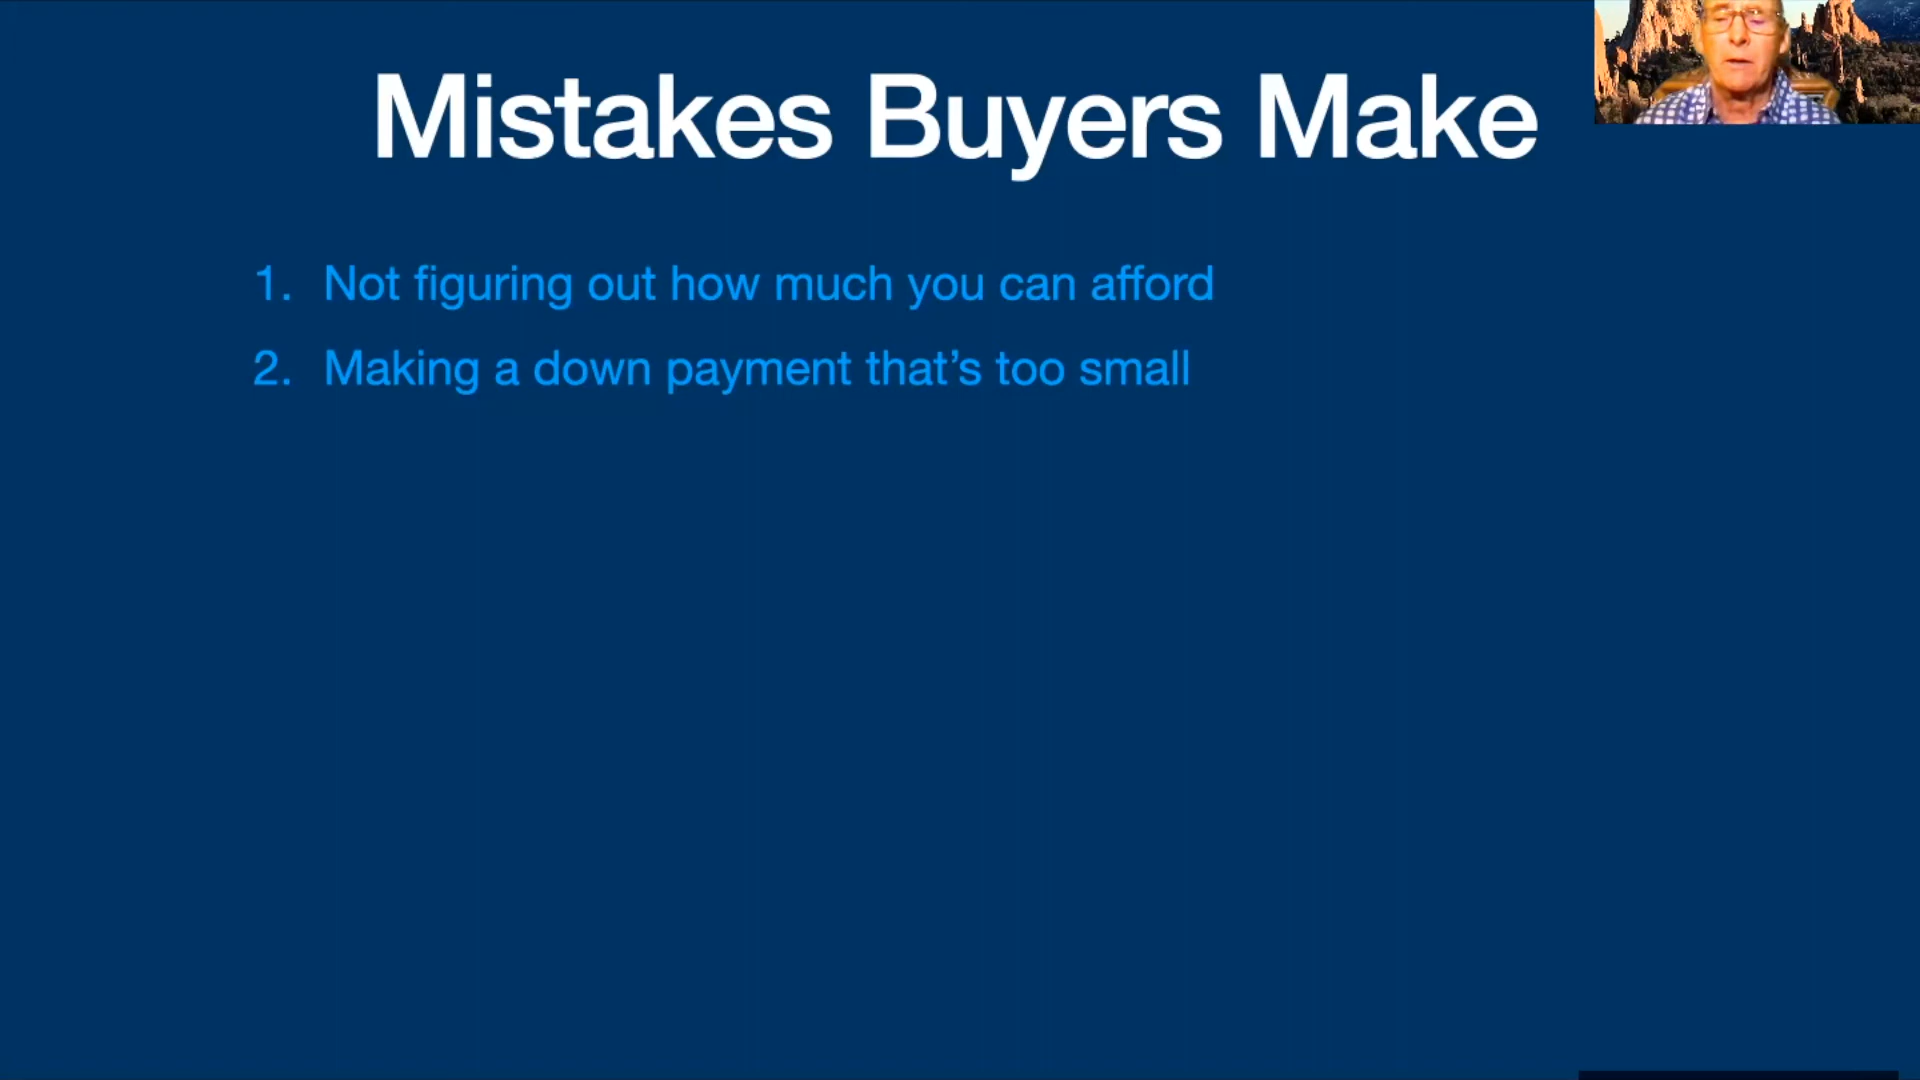 Mistakes Buyers Make
1. Not figuring out how much you can afford
2. Making a down payment that’s too small